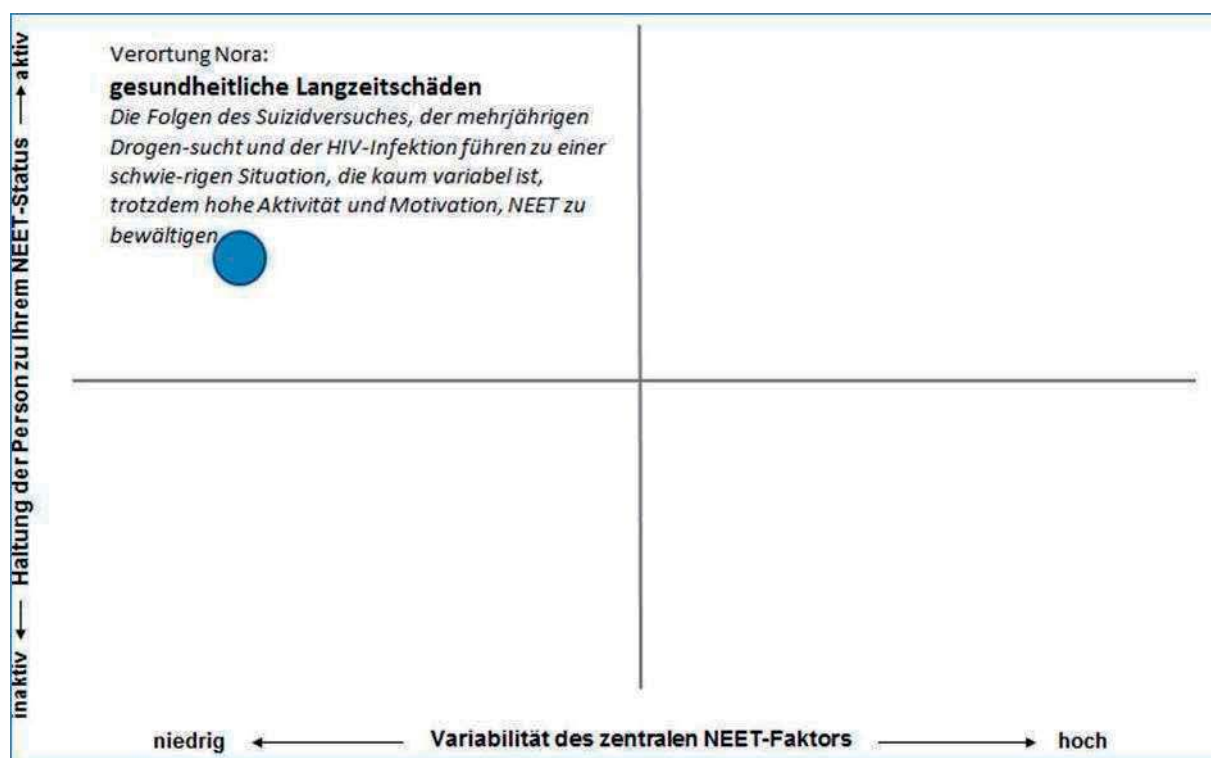 Verortung Nora:
gesundheitliche Langzeitschäden
Die Folgen des Suizidversuches, der mehrjährigen
Drogen-sucht und der HIV-Infektion führen zu einer
schwie-rigen Situation, die kaum variabel ist,
trotzdem hohe Aktivität und Motivation, NEET zu
bewältigen
inaktiv ← Haltung der Person zu Ihrem NEET-Status → aktiv
niedrig ← Variabilität des zentralen NEET-Faktors → hoch